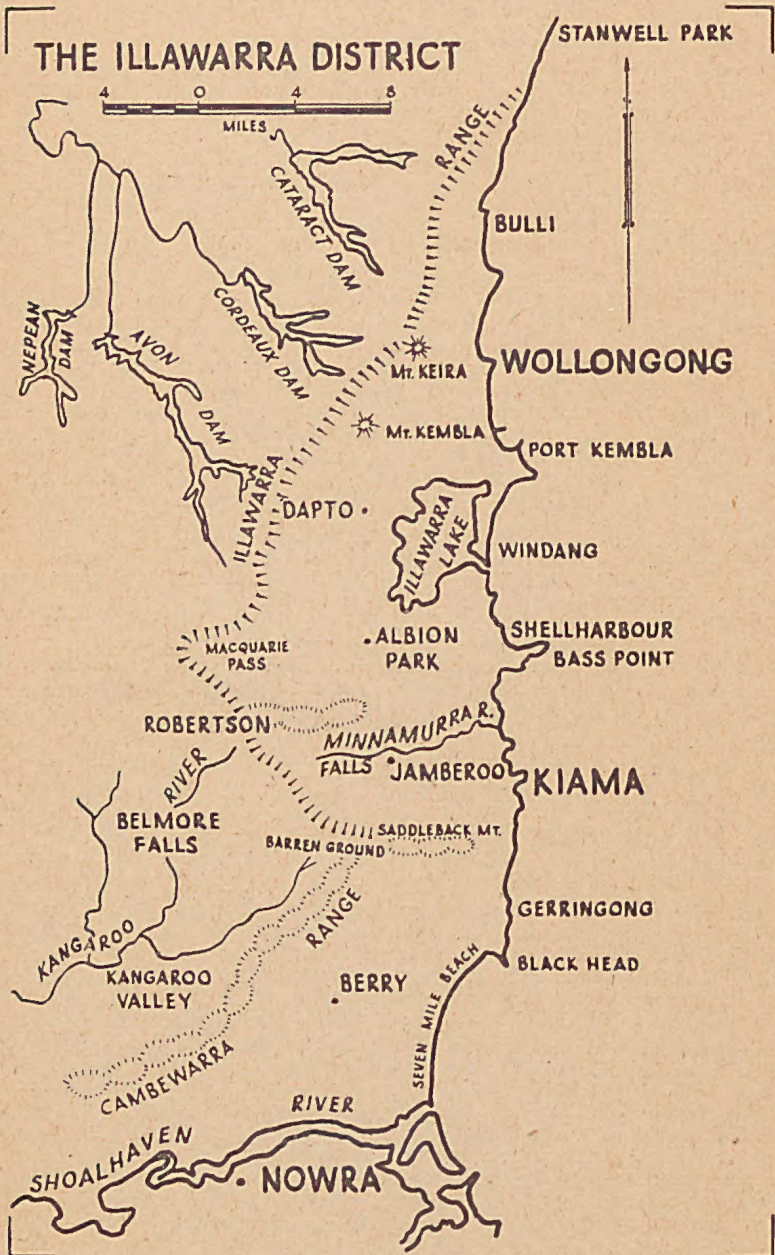 STANWELL PARK
THE ILLAWARRA DISTRICT
4 0 4 8
MILES
RANGE
CATARACT DAM
BULLI
CORDEAUX DAM
NEPEAN
DAM
AVON
DAM
MT. KEIRA
WOLLONGONG
MT. KEMBLA
PORT KEMBLA
ILLAWARRA
DAPTO
ILLAWARRA
LAKE
WINDANG
ALBION
PARK
SHELLHARBOUR
BASS POINT
MACQUARIE
PASS
ROBERTSON
MINNAMURRA R.
FALLS
JAMBEROO
KIAMA
RIVER
BELMORE
FALLS
SADDLEBACK MT.
BARREN GROUND
RANGE
GERRINGONG
KANGAROO
KANGAROO
VALLEY
BERRY
SEVEN MILE BEACH
BLACK HEAD
CAMBEWARRA
RIVER
SHOALHAVEN
NOWRA